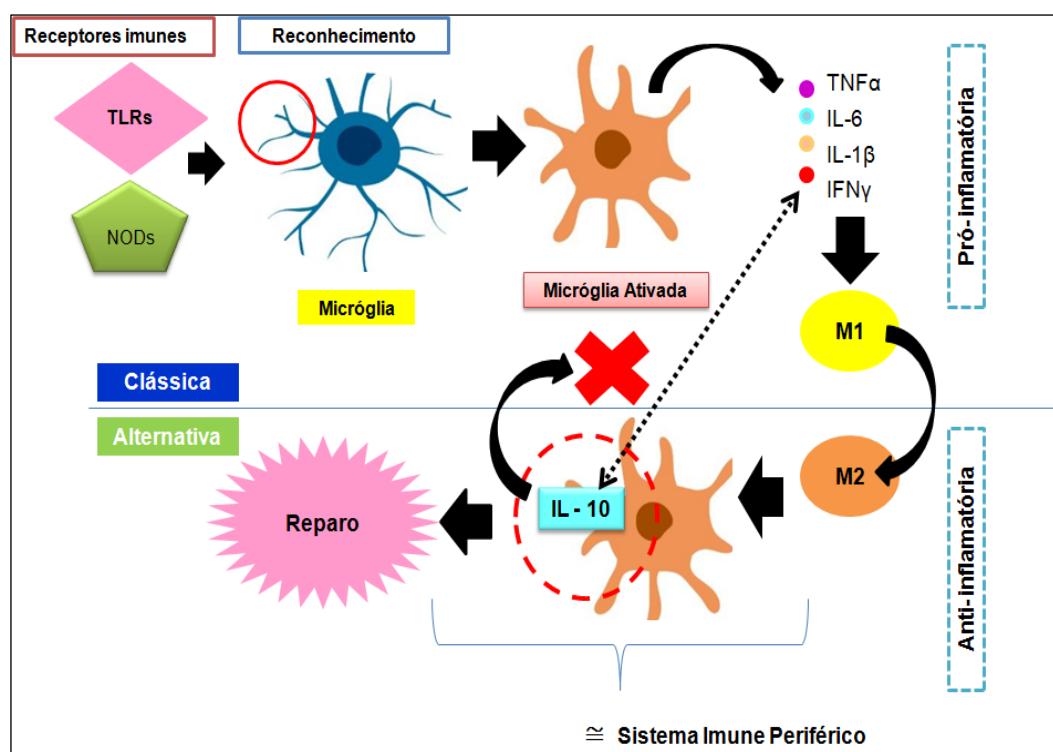 Receptores imunes
Reconhecimento
TLRs
NODs
TNFα
IL-6
IL-1β
IFNγ
Pró-inflamatória
Micróglia
Micróglia Ativada
M1
Clássica
Alternativa
M2
IL - 10
Reparo
Anti-inflamatória
≅ Sistema Imune Periférico